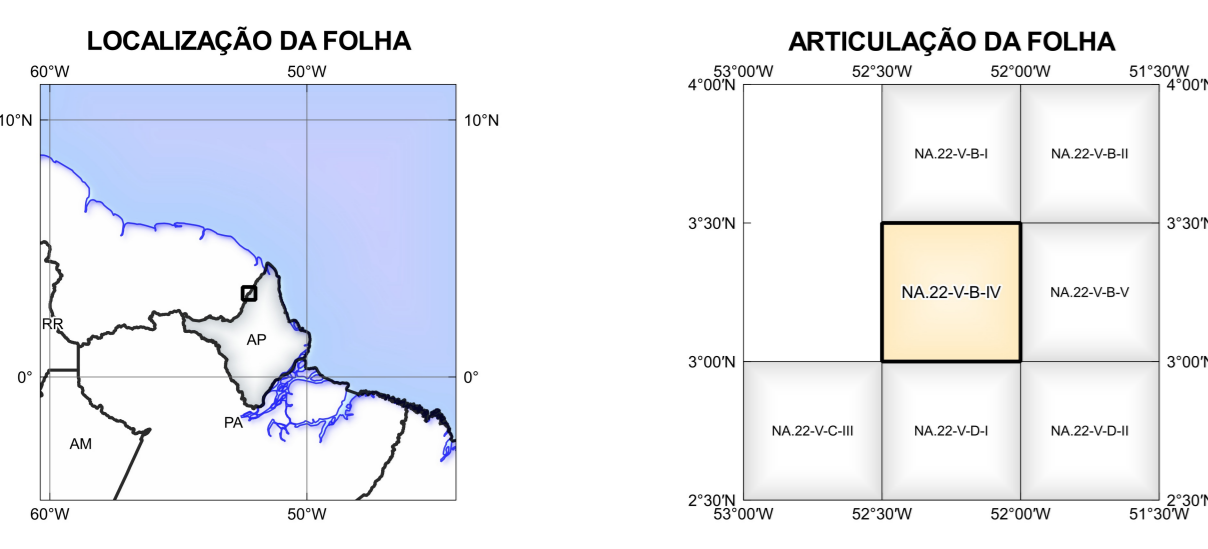 LOCALIZAÇÃO DA FOLHA
60°W 50°W
10°N 10°N
RR
AP
0° 0°
PA
AM
60°W 50°W
ARTICULAÇÃO DA FOLHA
53°00'W 52°30'W 52°00'W 51°30'W
4°00'N 4°00'N
NA.22-V-B-I NA.22-V-B-II
3°30'N 3°30'N
NA.22-V-B-IV NA.22-V-B-V
3°00'N 3°00'N
NA.22-V-C-III NA.22-V-D-I NA.22-V-D-II
2°30'N 2°30'N
53°00'W 52°30'W 52°00'W 51°30'W